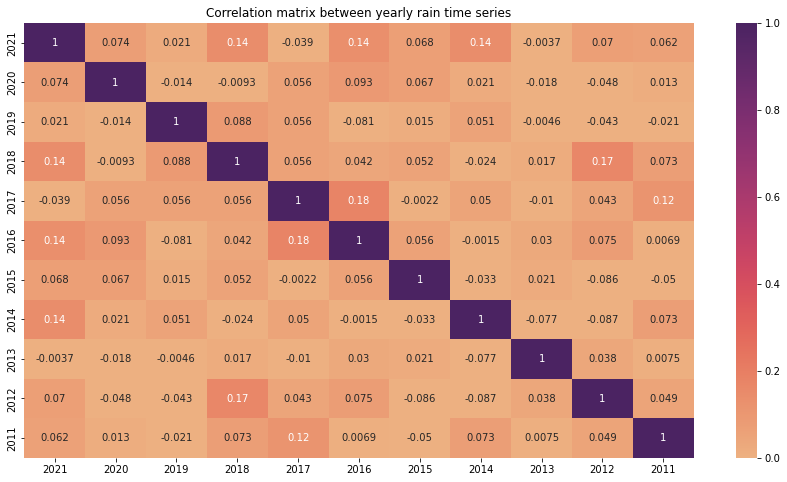 Correlation matrix between yearly rain time series
2021 1 0.074 0.021 0.14 -0.039 0.14 0.068 0.14 -0.0037 0.07 0.062
2020 0.074 1 -0.014 -0.0093 0.056 0.093 0.067 0.021 -0.018 -0.048 0.013
2019 0.021 -0.014 1 0.088 0.056 -0.081 0.015 0.051 -0.0046 -0.043 -0.021
2018 0.14 -0.0093 0.088 1 0.056 0.042 0.052 -0.024 0.017 0.17 0.073
2017 -0.039 0.056 0.056 0.056 1 0.18 -0.0022 0.05 -0.01 0.043 0.12
2016 0.14 0.093 -0.081 0.042 0.18 1 0.056 -0.0015 0.03 0.075 0.0069
2015 0.068 0.067 0.015 0.052 -0.0022 0.056 1 -0.033 0.021 -0.086 -0.05
2014 0.14 0.021 0.051 -0.024 0.05 -0.0015 -0.033 1 -0.077 -0.087 0.073
2013 -0.0037 -0.018 -0.0046 0.017 -0.01 0.03 0.021 -0.077 1 0.038 0.0075
2012 0.07 -0.048 -0.043 0.17 0.043 0.075 -0.086 -0.087 0.038 1 0.049
2011 0.062 0.013 -0.021 0.073 0.12 0.0069 -0.05 0.073 0.0075 0.049 1
2021 2020 2019 2018 2017 2016 2015 2014 2013 2012 2011
1.0
0.8
0.6
0.4
0.2
0.0